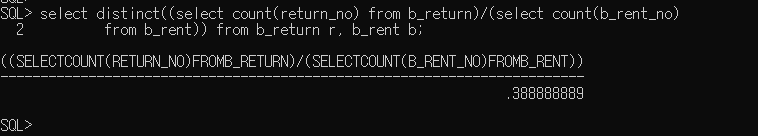 SQL> select distinct((select count(return_no) from b_return)/(select count(b_rent_no)
2 from b_rent)) from b_return r, b_rent b;
((SELECTCOUNT(RETURN_NO)FROMB_RETURN)/(SELECTCOUNT(B_RENT_NO)FROMB_RENT))
-------------------------------------------------------------------------
.388888889
SQL>